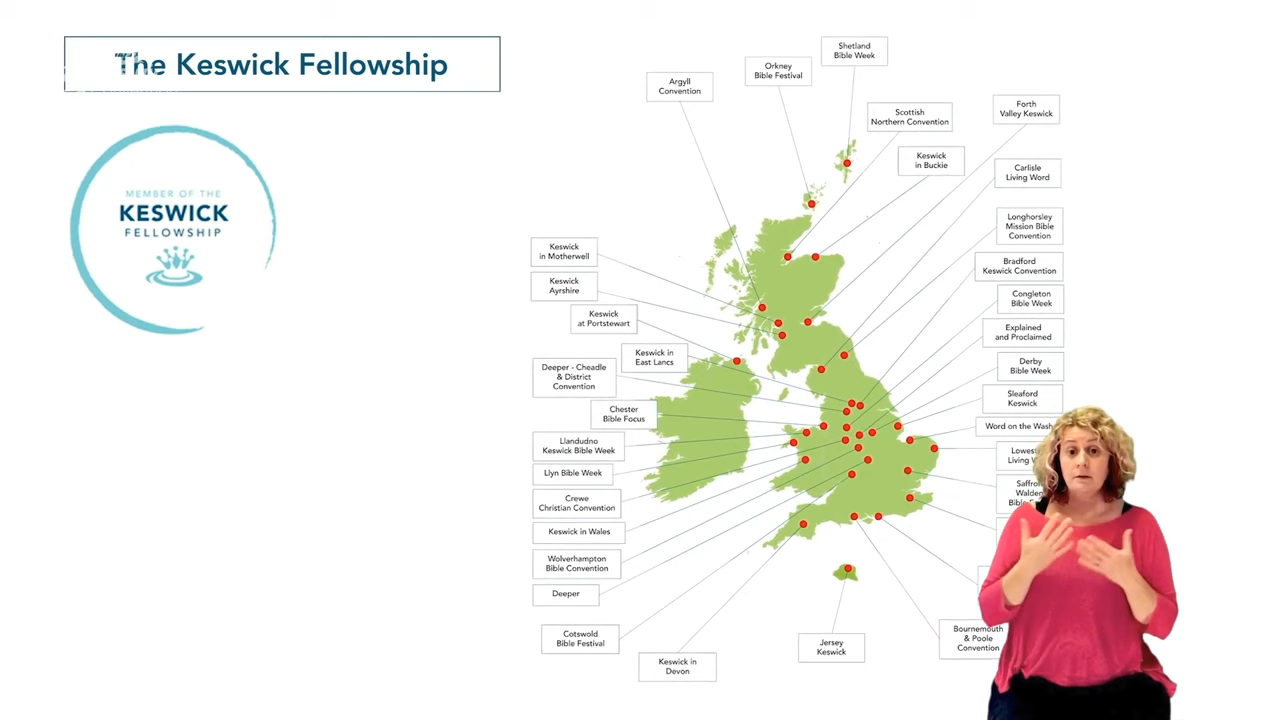 The Keswick Fellowship
MEMBER OF THE
KESWICK
FELLOWSHIP
Shetland
Bible Week
Orkney
Bible Festival
Argyll
Convention
Scottish
Northern Convention
Forth
Valley Keswick
Keswick
in Buckie
Carlisle
Living Word
Longhorsley
Mission Bible
Convention
Bradford
Keswick Convention
Congleton
Bible Week
Explained
and Proclaimed
Derby
Bible Week
Sleaford
Keswick
Word on the Wash
Living
Walden
Keswick
in Motherwell
Keswick
Ayrshire
Keswick
at Portstewart
Keswick in
East Lancs
Deeper - Cheadle
& District
Convention
Chester
Bible Focus
Llandudno
Keswick Bible Week
Llyn Bible Week
Crewe
Christian Convention
Keswick in Wales
Wolverhampton
Bible Convention
Deeper
Cotswold
Bible Festival
Keswick in
Devon
Jersey
Keswick
Bournemouth
& Poole
Convention